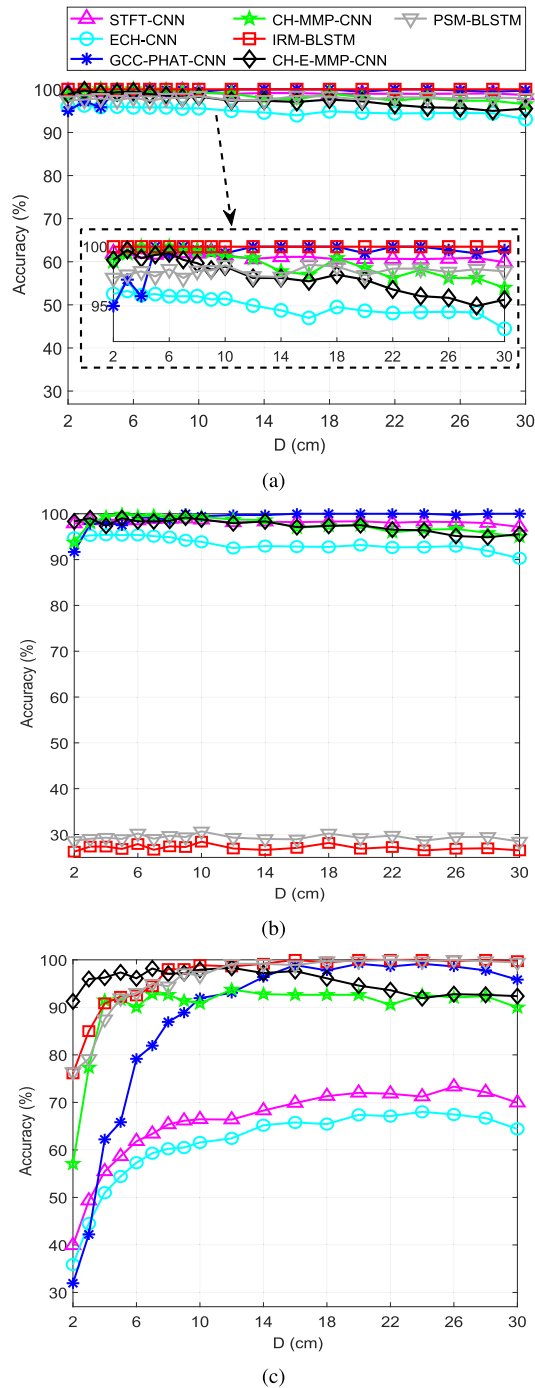 STFT-CNN CH-MMP-CNN PSM-BLSTM
ECH-CNN IRM-BLSTM
GCC-PHAT-CNN CH-E-MMP-CNN
100
90
80
70
60
50
40
30
Accuracy (%)
100
95
2 6 10 14 18 22 26 30
2 6 10 14 18 22 26 30
D (cm)
(a)
100
90
80
70
60
50
40
30
Accuracy (%)
2 6 10 14 18 22 26 30
D (cm)
(b)
100
90
80
70
60
50
40
30
Accuracy (%)
2 6 10 14 18 22 26 30
D (cm)
(c)